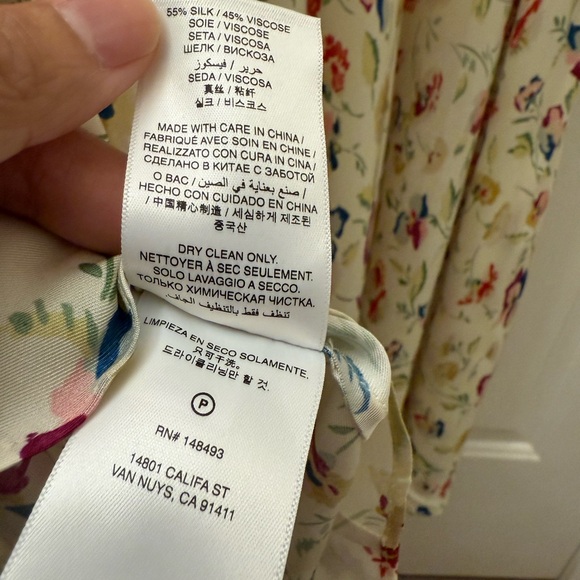 55% SILK / 45% VISCOSE
SOIE / VISCOSE
SETA / VISCOSA
ШЕЛК / ВИСКОЗА
حرير / فيسكوز
SEDA / VISCOSA
真丝 / 粘纤
실크 / 비스코스
MADE WITH CARE IN CHINA /
FABRIQUÉ AVEC SOIN EN CHINE /
REALIZZATO CON CURA IN CINA /
СДЕЛАНО В КИТАЕ С ЗАБОТОЙ
О ВАС / صنع بعناية في الصين /
HECHO CON CUIDADO EN CHINA
/ 中国精心制造 / 세심하게 제조된
중국산
DRY CLEAN ONLY.
NETTOYER À SEC SEULEMENT.
SOLO LAVAGGIO A SECCO.
ТОЛЬКО ХИМИЧЕСКАЯ ЧИСТКА.
تنظف فقط بالتنظيف الجاف.
LIMPIEZA EN SECO SOLAMENTE.
只可干洗。
드라이클리닝만 할 것.
P
RN# 148493
14801 CALIFA ST
VAN NUYS, CA 91411